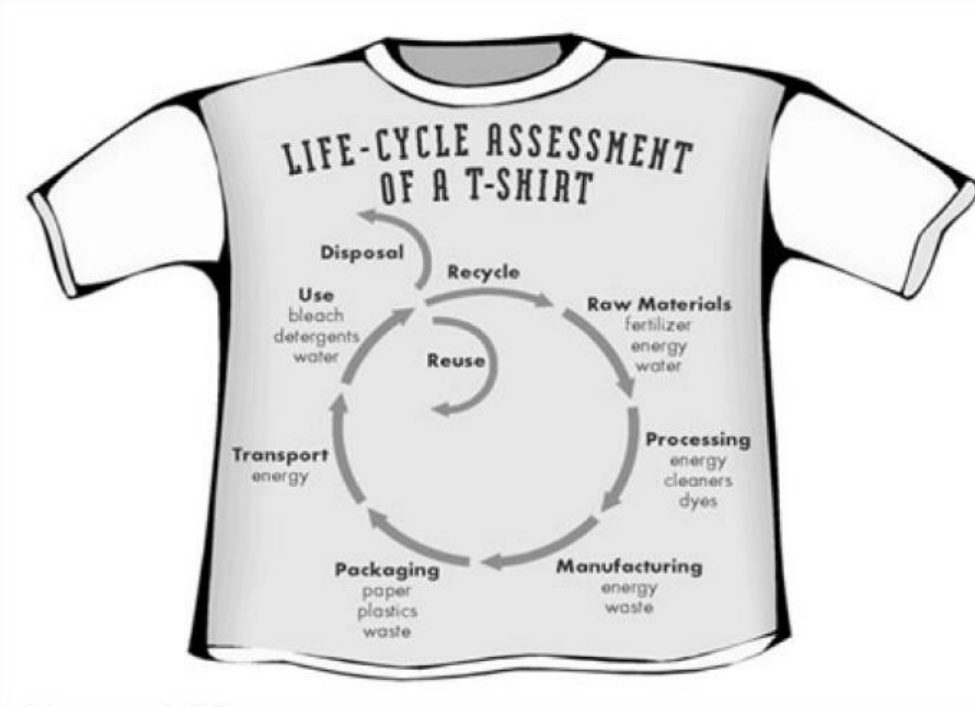 LIFE-CYCLE ASSESSMENT
OF A T-SHIRT
Disposal
Recycle
Use
bleach
detergents
water
Raw Materials
fertilizer
energy
water
Reuse
Processing
energy
cleaners
dyes
Transport
energy
Manufacturing
energy
waste
Packaging
paper
plastics
waste